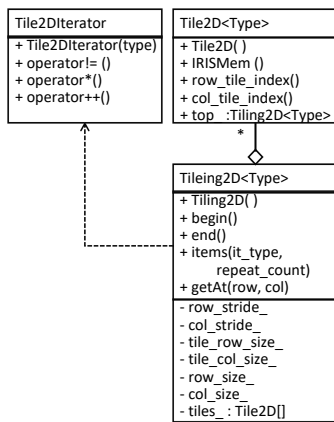 Tile2DIterator
+ Tile2DIterator(type)
+ operator!= ()
+ operator*()
+ operator++()
Tile2D<Type>
+ Tile2D( )
+ IRISMem ()
+ row_tile_index()
+ col_tile_index()
+ top_ :Tiling2D<Type>
*
Tileing2D<Type>
+ Tiling2D( )
+ begin()
+ end()
+ items(it_type,
repeat_count)
+ getAt(row, col)
- row_stride_
- col_stride_
- tile_row_size_
- tile_col_size_
- row_size_
- col_size_
- tiles_ : Tile2D[]